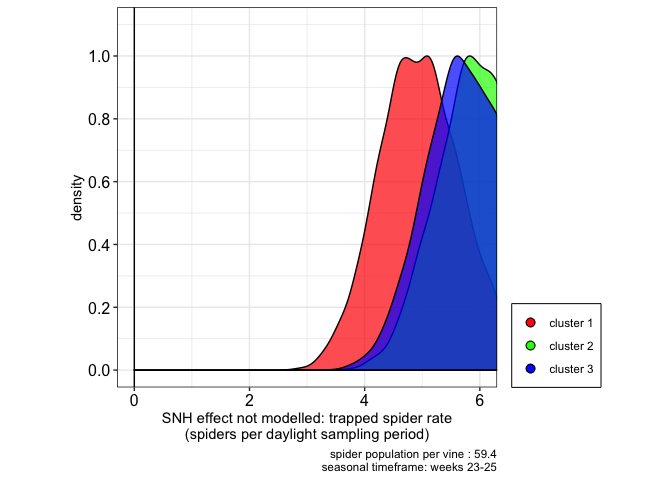 1.0
0.8
0.6
0.4
0.2
0.0
density
0 2 4 6
SNH effect not modelled: trapped spider rate
(spiders per daylight sampling period)
cluster 1
cluster 2
cluster 3
spider population per vine : 59.4
seasonal timeframe: weeks 23-25